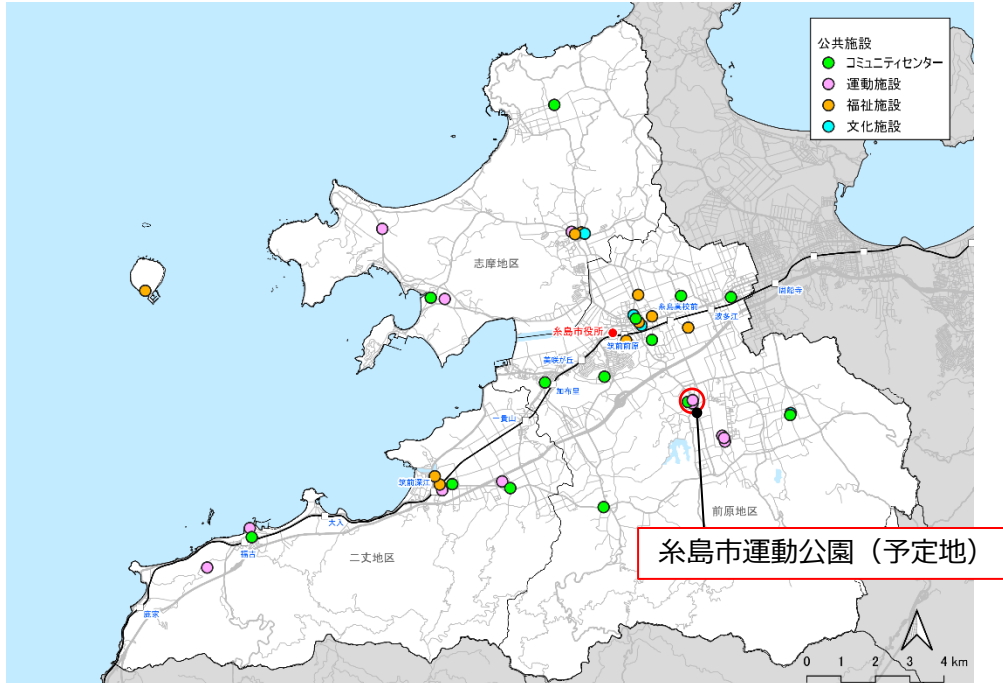 公共施設
コミュニティセンター
運動施設
福祉施設
文化施設
志摩地区
周船寺
糸島高校前
波多江
糸島市役所
筑前前原
美咲が丘
加布里
一貴山
筑前深江
前原地区
糸島市運動公園（予定地）
大入
福吉
二丈地区
鹿家
0 1 2 3 4 km